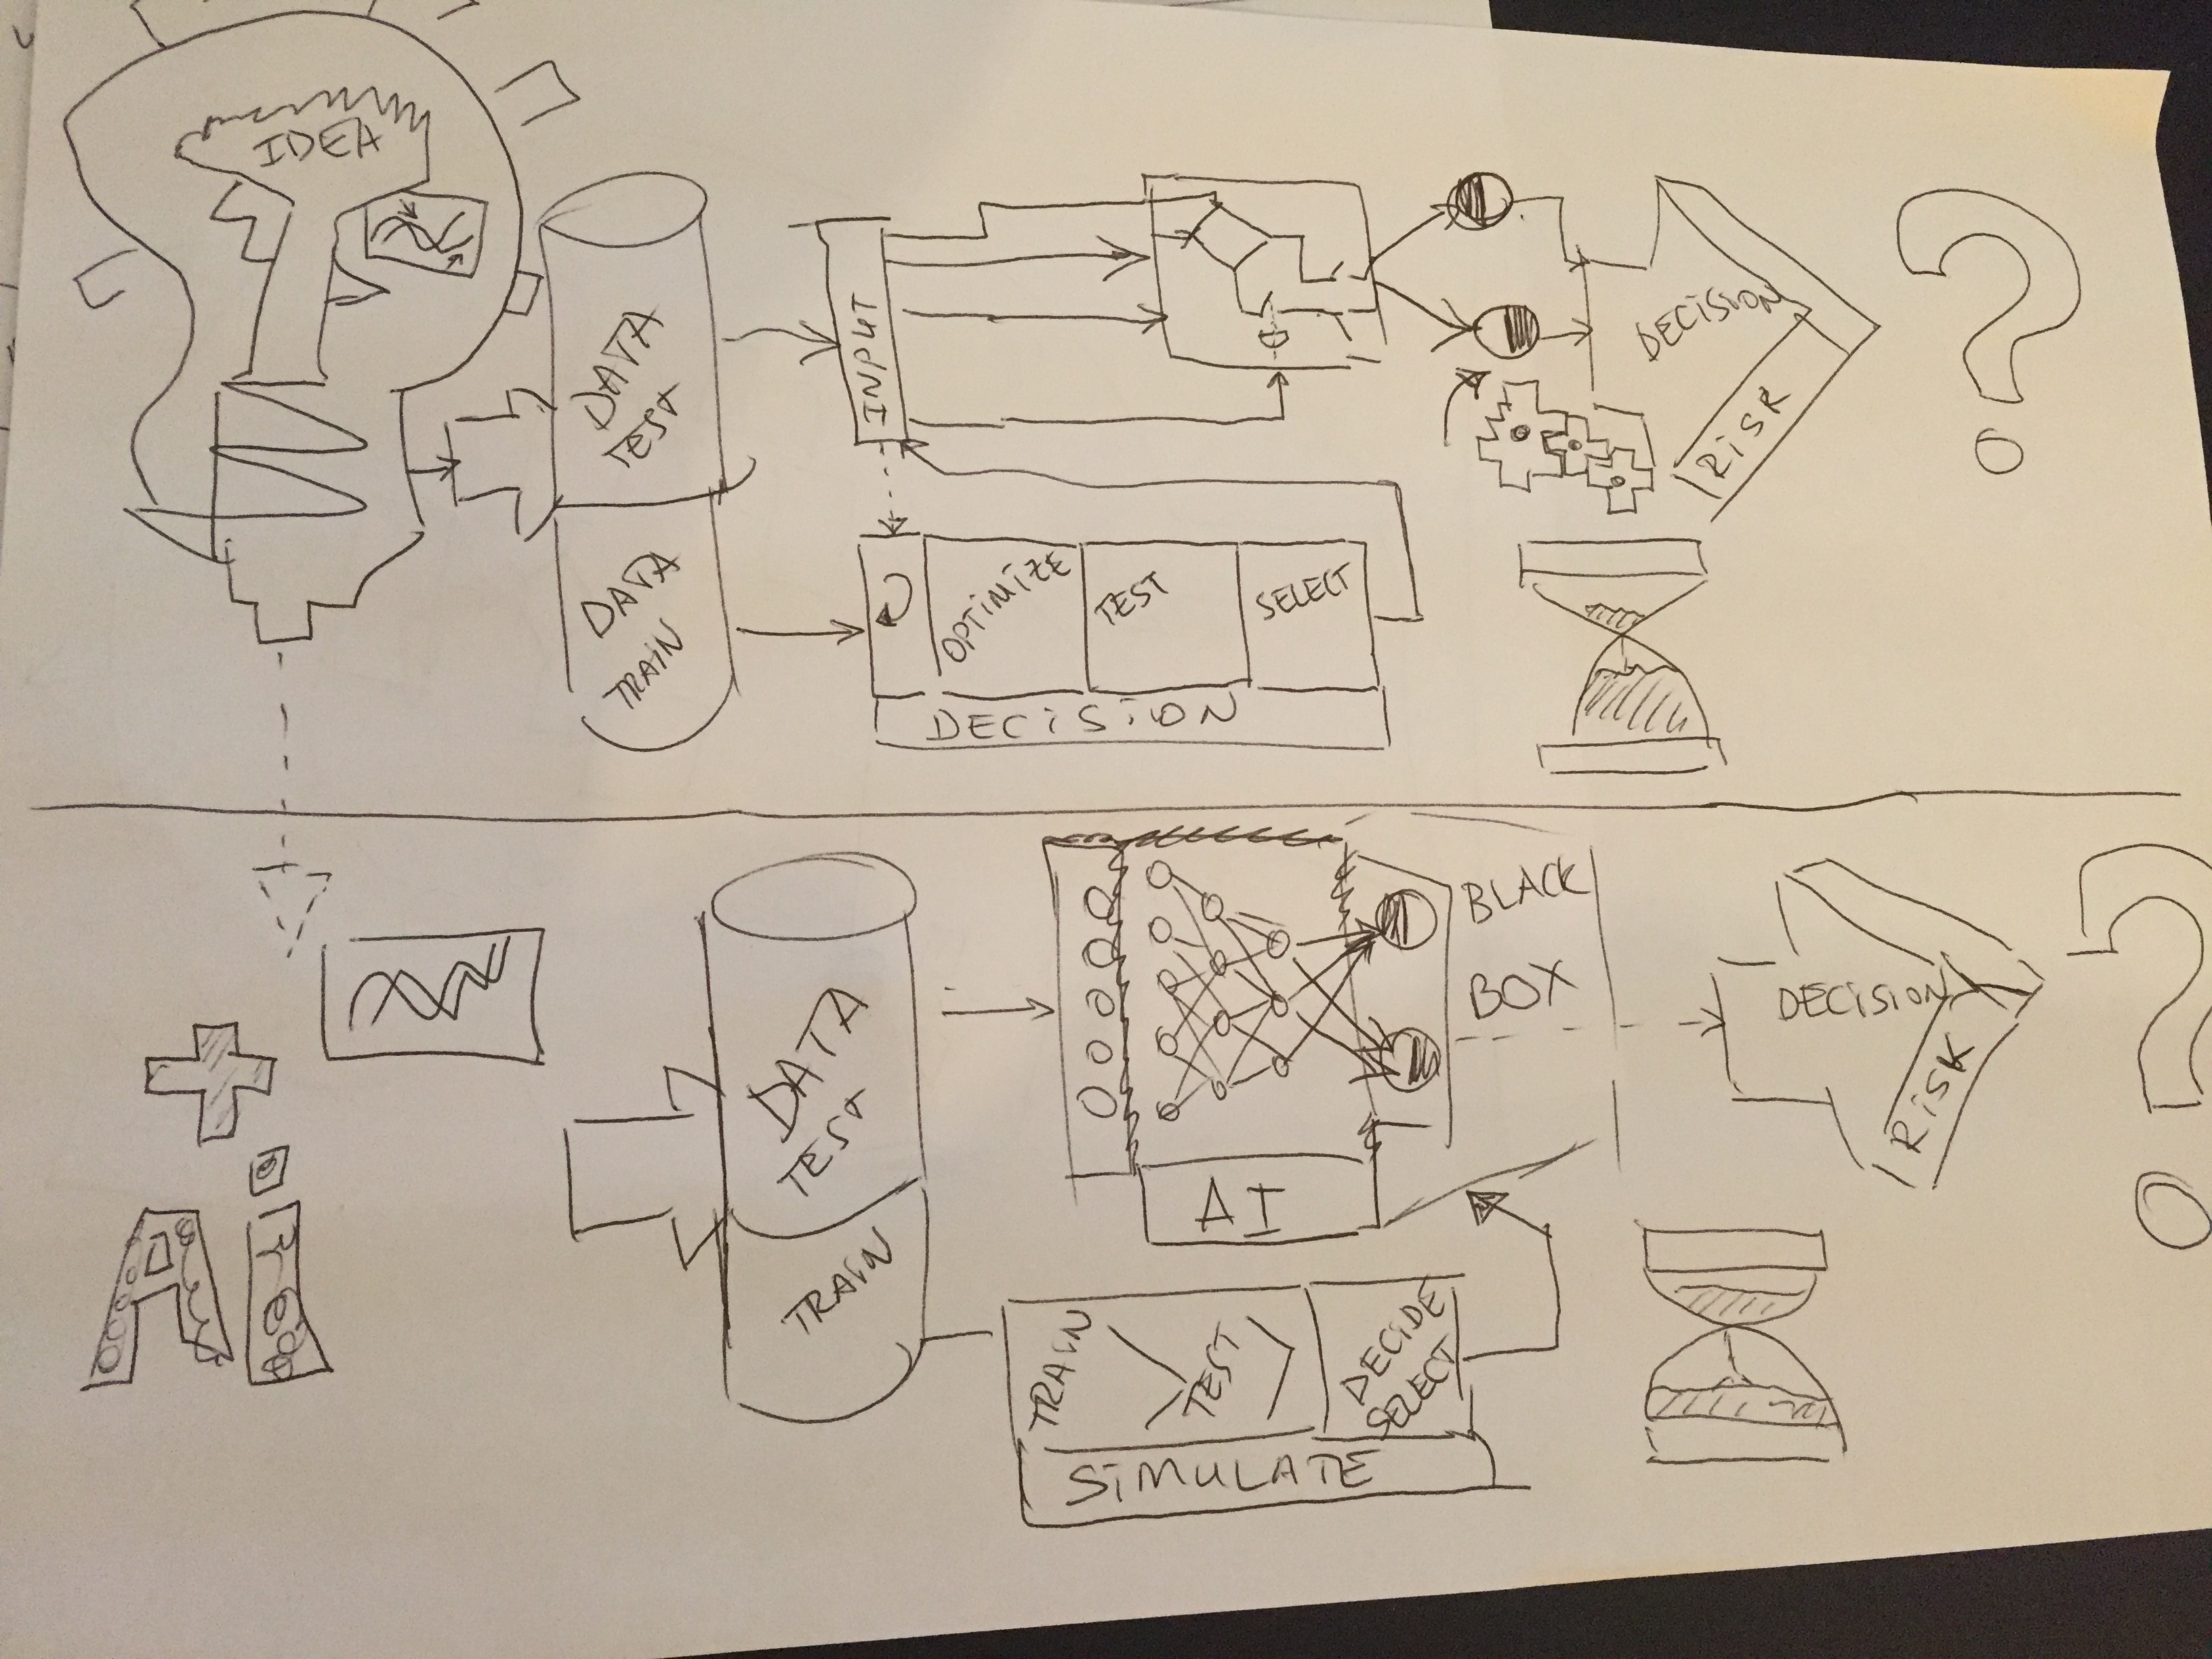 IDEA
DATA
TEST
INPUT
DECISION
RISK
DATA
TRAIN
OPTIMIZE
TEST
SELECT
DECISION
BLACK
BOX
DATA
TEST
DECISION
RISK
AI
Ai
TRAIN
TRAIN
TEST
DECIDE
SELECT
SIMULATE